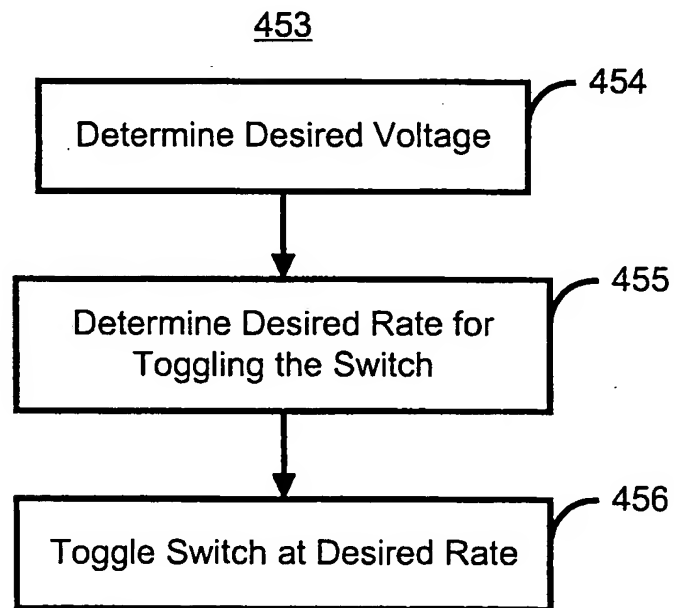 453
454
Determine Desired Voltage
455
Determine Desired Rate for
Toggling the Switch
456
Toggle Switch at Desired Rate